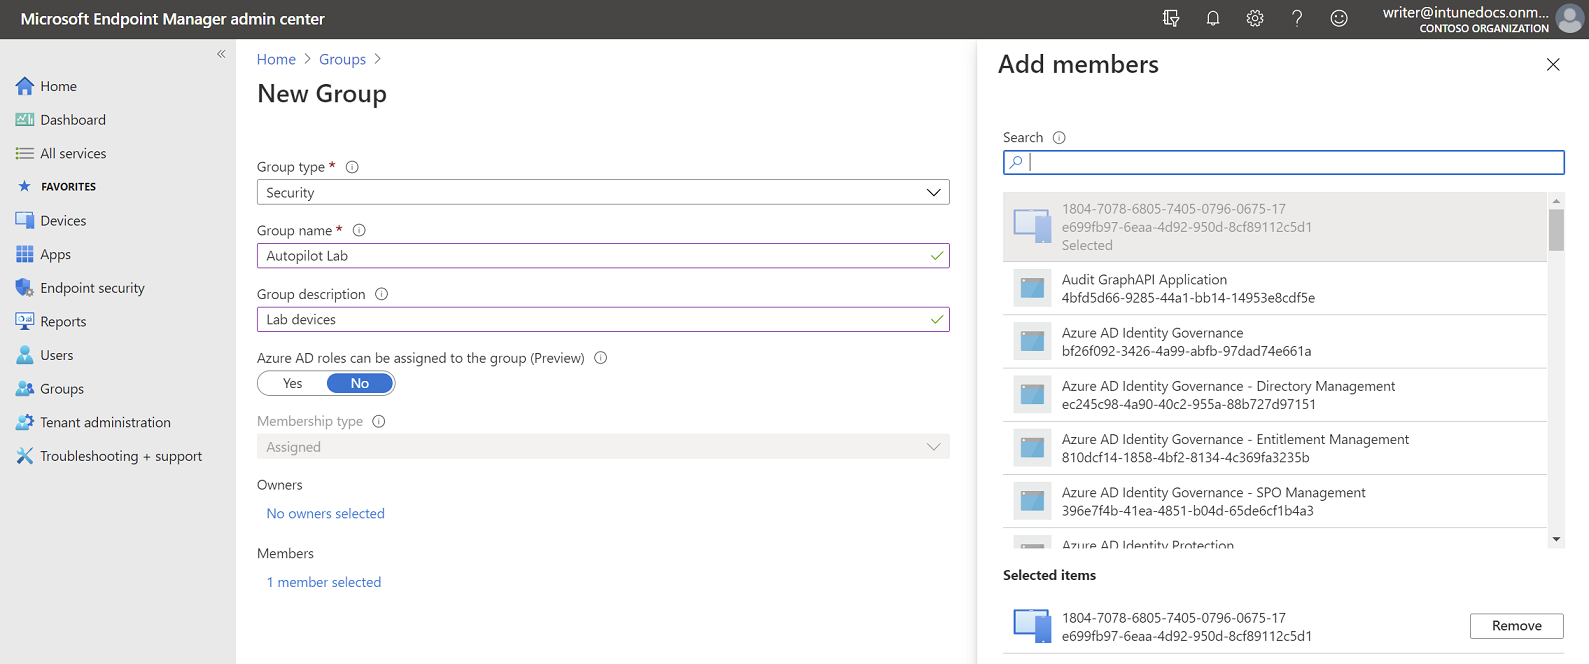 Microsoft Endpoint Manager admin center
writer@intunedocs.onm...
CONTOSO ORGANIZATION
Home
Dashboard
All services
FAVORITES
Devices
Apps
Endpoint security
Reports
Users
Groups
Tenant administration
Troubleshooting + support
Home > Groups >
New Group
Group type *
Security
Group name *
Autopilot Lab
Group description
Lab devices
Azure AD roles can be assigned to the group (Preview)
Yes No
Membership type
Assigned
Owners
No owners selected
Members
1 member selected
Add members
Search
1804-7078-6805-7405-0796-0675-17
e699fb97-6eaa-4d92-950d-8cf89112c5d1
Selected
Audit GraphAPI Application
4bfd5d66-9285-44a1-bb14-14953e8cdf5e
Azure AD Identity Governance
bf26f092-3426-4a99-abfb-97dad74e661a
Azure AD Identity Governance - Directory Management
ec245c98-4a90-40c2-955a-88b727d97151
Azure AD Identity Governance - Entitlement Management
810dcf14-1858-4bf2-8134-4c369fa3235b
Azure AD Identity Governance - SPO Management
396e7f4b-41ea-4851-b04d-65de6cf1b4a3
Azure AD Identity Protection
Selected items
1804-7078-6805-7405-0796-0675-17
e699fb97-6eaa-4d92-950d-8cf89112c5d1
Remove